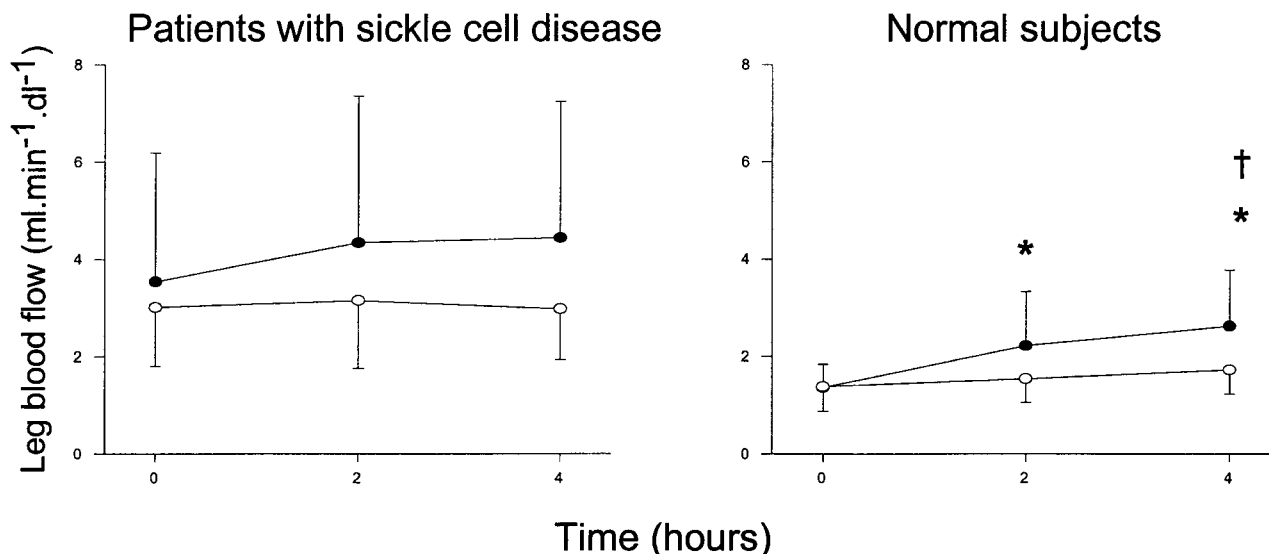 Patients with sickle cell disease
Normal subjects
Leg blood flow (ml.min⁻¹.dl⁻¹)
8
6
4
2
0
0 2 4
8
6
4
2
0
†
*
*
0 2 4
Time (hours)